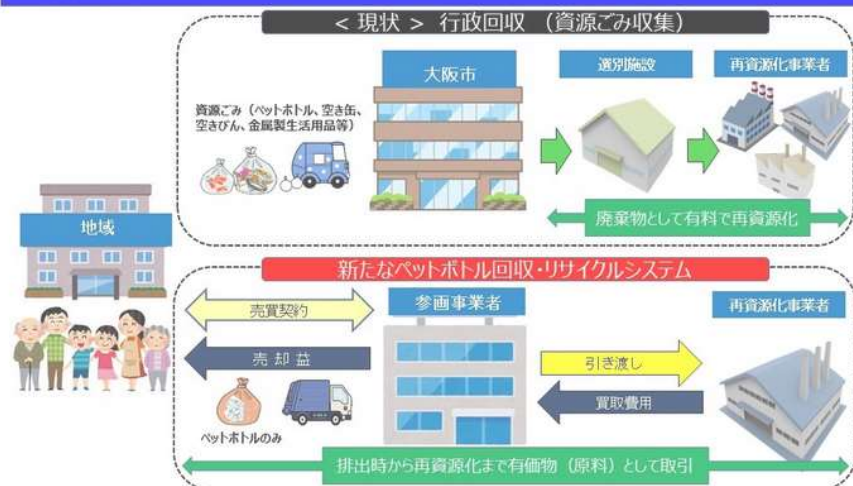 < 現状 > 行政回収 （資源ごみ収集）
大阪市
選別施設
再資源化事業者
資源ごみ（ペットボトル、空き缶、
空きびん、金属製生活用品等）
地域
廃棄物として有料で再資源化
新たなペットボトル回収・リサイクルシステム
売買契約
参画事業者
再資源化事業者
売却益
引き渡し
買取費用
ペットボトルのみ
排出時から再資源化まで有価物（原料）として取引